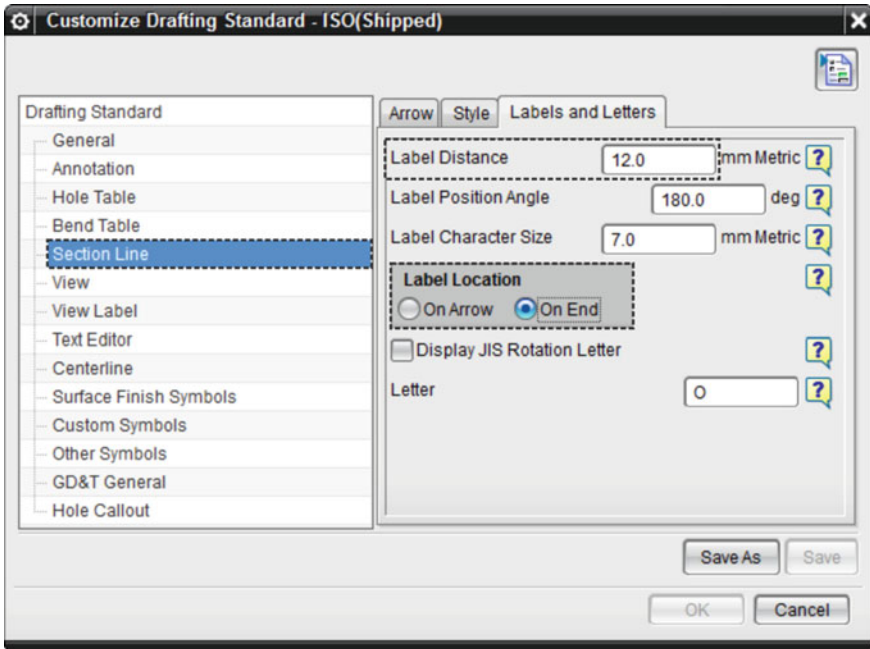 Customize Drafting Standard - ISO(Shipped)
Drafting Standard
General
Annotation
Hole Table
Bend Table
Section Line
View
View Label
Text Editor
Centerline
Surface Finish Symbols
Custom Symbols
Other Symbols
GD&T General
Hole Callout
Arrow Style Labels and Letters
Label Distance 12.0 mm Metric ?
Label Position Angle 180.0 deg ?
Label Character Size 7.0 mm Metric ?
Label Location ?
On Arrow On End
Display JIS Rotation Letter ?
Letter O ?
Save As Save
OK Cancel